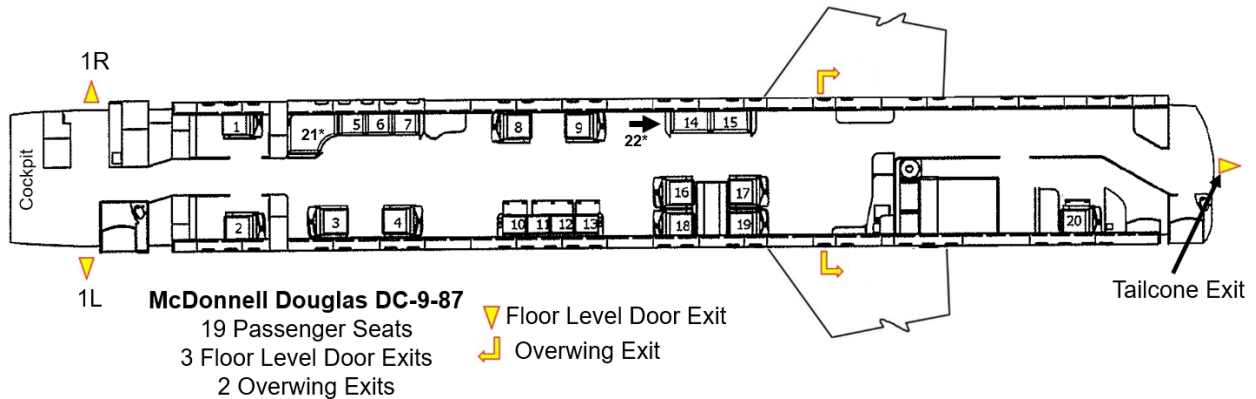 1R
Cockpit
1
21*
5 6 7
8
9
22*
14 15
16
17
2
3
4
10 11 12 13
18
19
20
1L
Tailcone Exit
McDonnell Douglas DC-9-87
19 Passenger Seats
3 Floor Level Door Exits
2 Overwing Exits
Floor Level Door Exit
Overwing Exit